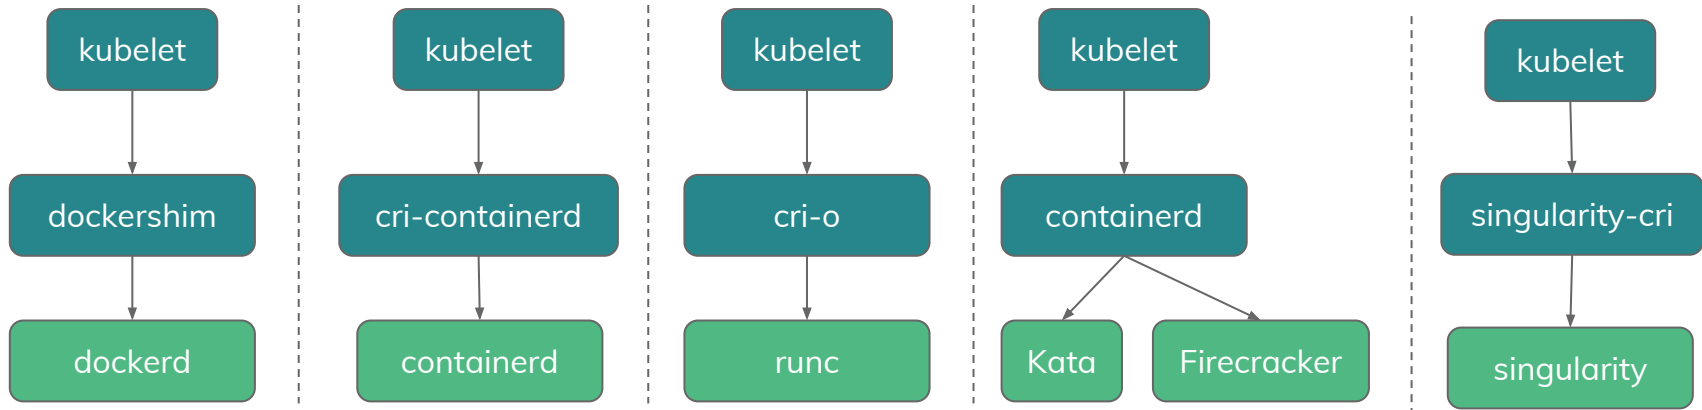 kubelet
dockershim
dockerd
kubelet
cri-containerd
containerd
kubelet
cri-o
runc
kubelet
containerd
Kata
Firecracker
kubelet
singularity-cri
singularity